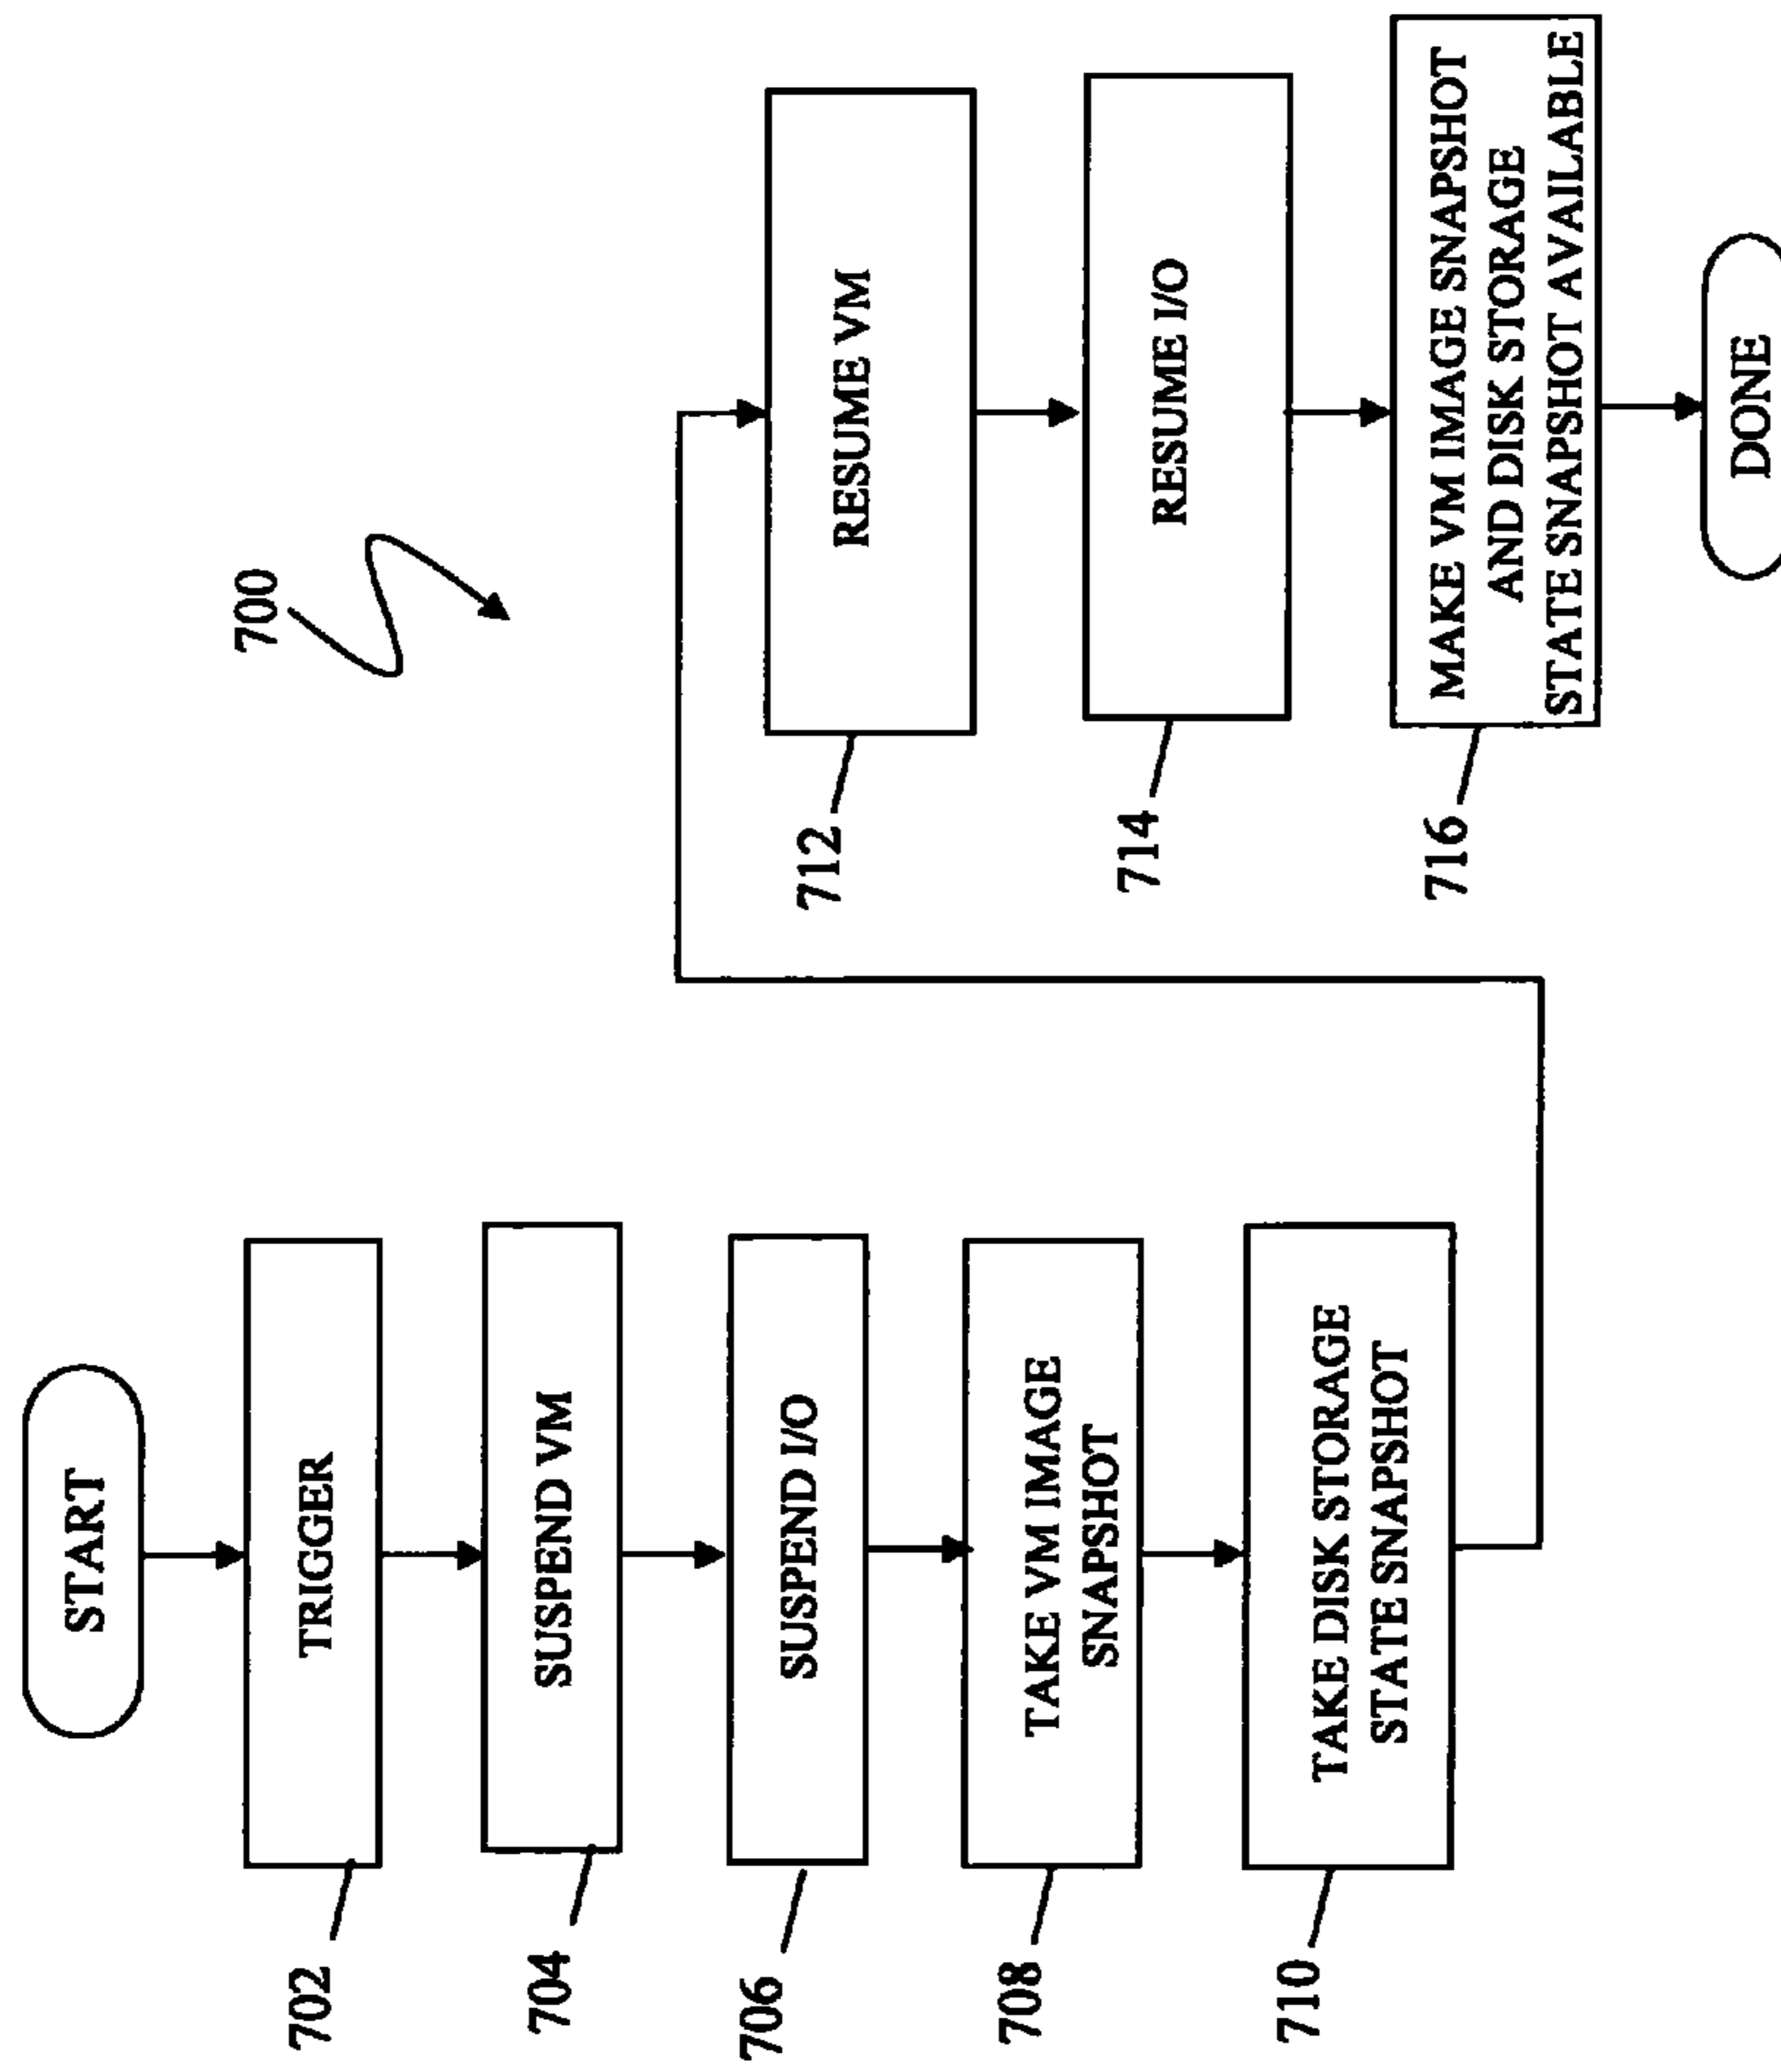 700
START
702
TRIGGER
704
SUSPEND VM
706
SUSPEND I/O
708
TAKE VM IMAGE
SNAPSHOT
710
TAKE DISK STORAGE
STATE SNAPSHOT
712
RESUME VM
714
RESUME I/O
716
MAKE VM IMAGE SNAPSHOT
AND DISK STORAGE
STATE SNAPSHOT AVAILABLE
DONE